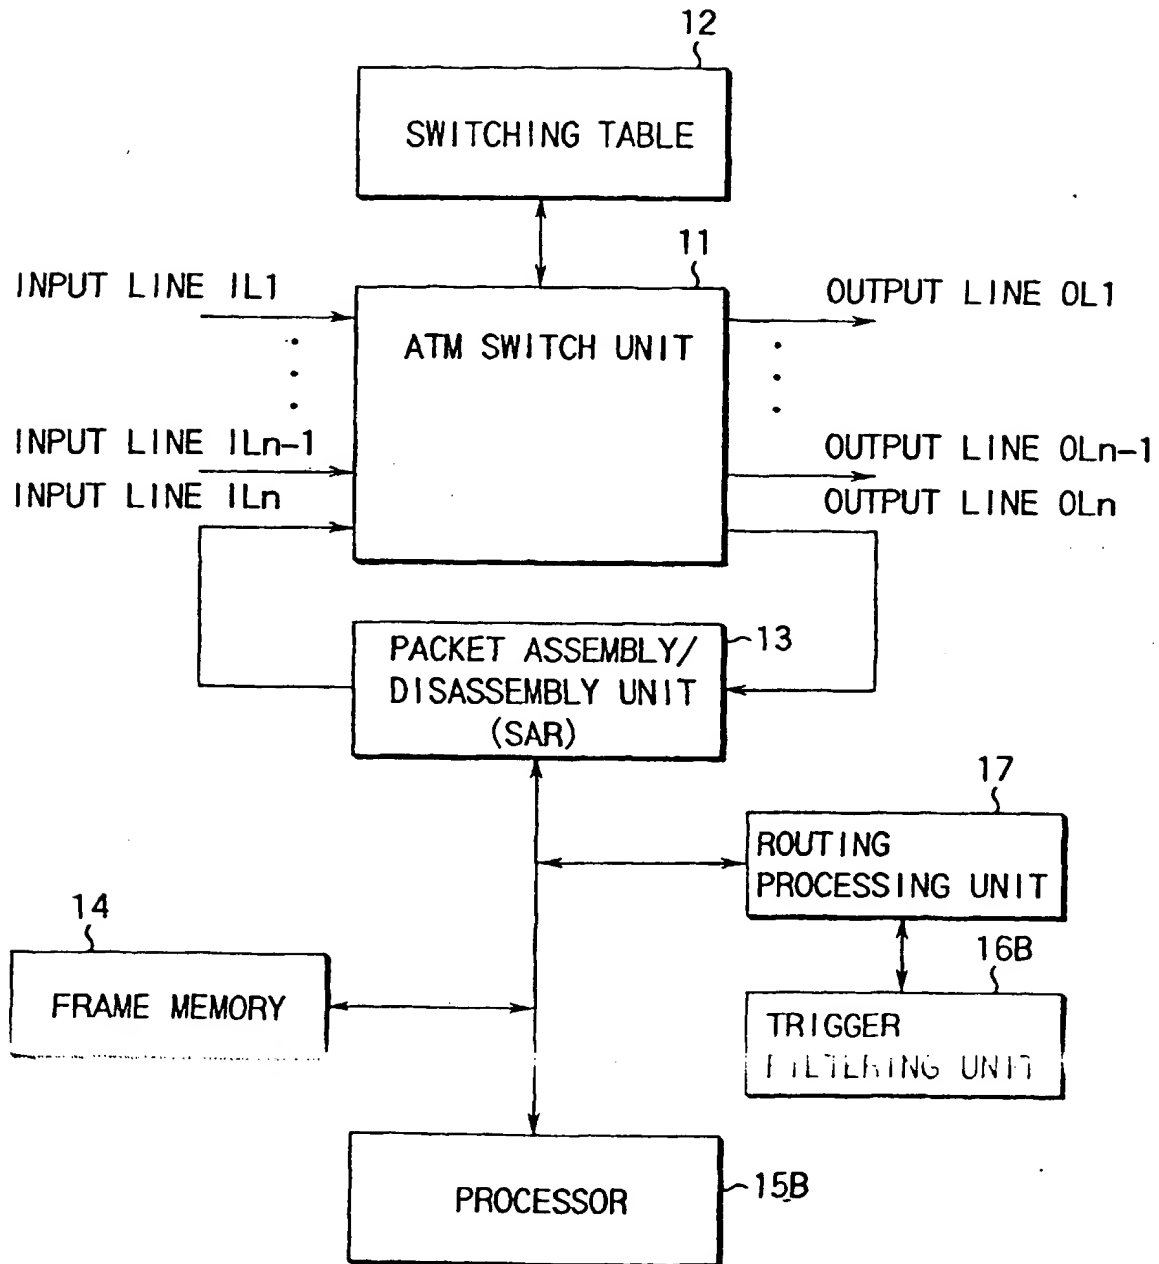 12
SWITCHING TABLE
11
INPUT LINE IL1
OUTPUT LINE OL1
ATM SWITCH UNIT
INPUT LINE ILn-1
OUTPUT LINE OLn-1
INPUT LINE ILn
OUTPUT LINE OLn
13
PACKET ASSEMBLY/
DISASSEMBLY UNIT
(SAR)
17
ROUTING
PROCESSING UNIT
14
FRAME MEMORY
16B
TRIGGER
FILTERING UNIT
15B
PROCESSOR